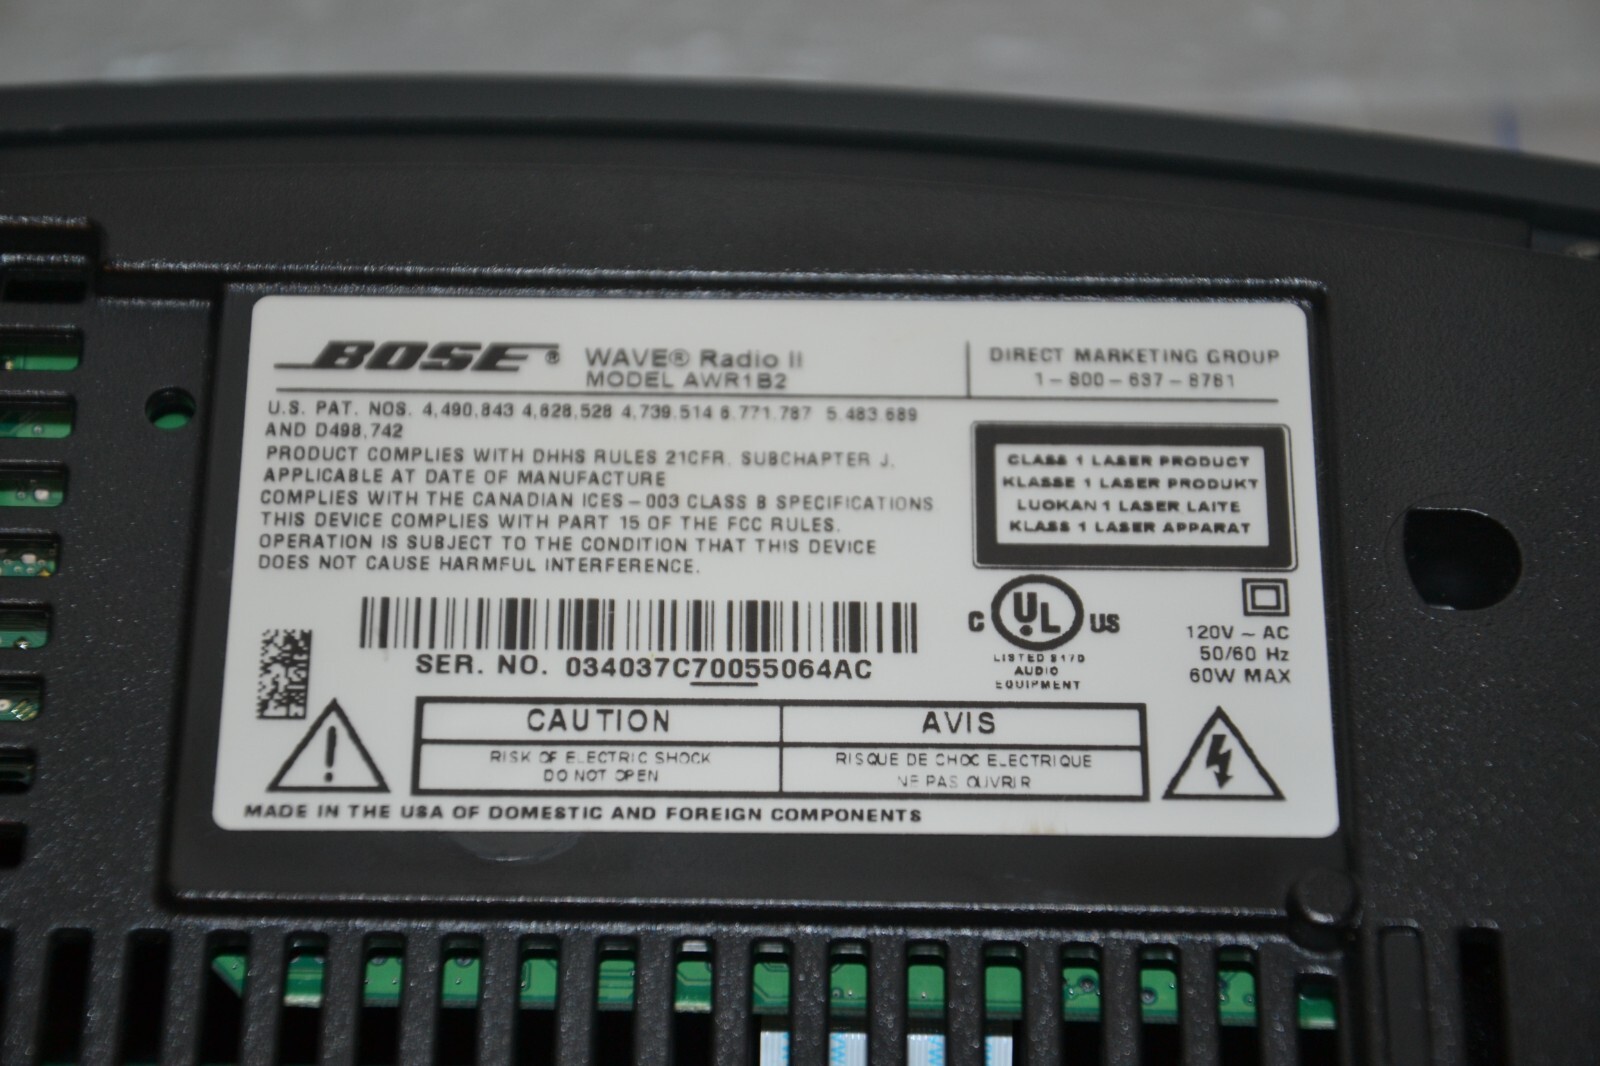 BOSE® WAVE® Radio II
MODEL AWR1B2
DIRECT MARKETING GROUP
1-800-637-8781
U.S. PAT. NOS. 4,490,843 4,628,528 4,739,514 6.771.787 5.483.689
AND D498,742
PRODUCT COMPLIES WITH DHHS RULES 21CFR, SUBCHAPTER J,
APPLICABLE AT DATE OF MANUFACTURE
COMPLIES WITH THE CANADIAN ICES-003 CLASS B SPECIFICATIONS
THIS DEVICE COMPLIES WITH PART 15 OF THE FCC RULES.
OPERATION IS SUBJECT TO THE CONDITION THAT THIS DEVICE
DOES NOT CAUSE HARMFUL INTERFERENCE.
CLASS 1 LASER PRODUCT
KLASSE 1 LASER PRODUKT
LUOKAN 1 LASER LAITE
KLASS 1 LASER APPARAT
SER. NO. 034037C70055064AC
C UL US
LISTED 917D
AUDIO
EQUIPMENT
120V ~ AC
50/60 Hz
60W MAX
CAUTION
RISK OF ELECTRIC SHOCK
DO NOT OPEN
AVIS
RISQUE DE CHOC ELECTRIQUE
NE PAS OUVRIR
MADE IN THE USA OF DOMESTIC AND FOREIGN COMPONENTS